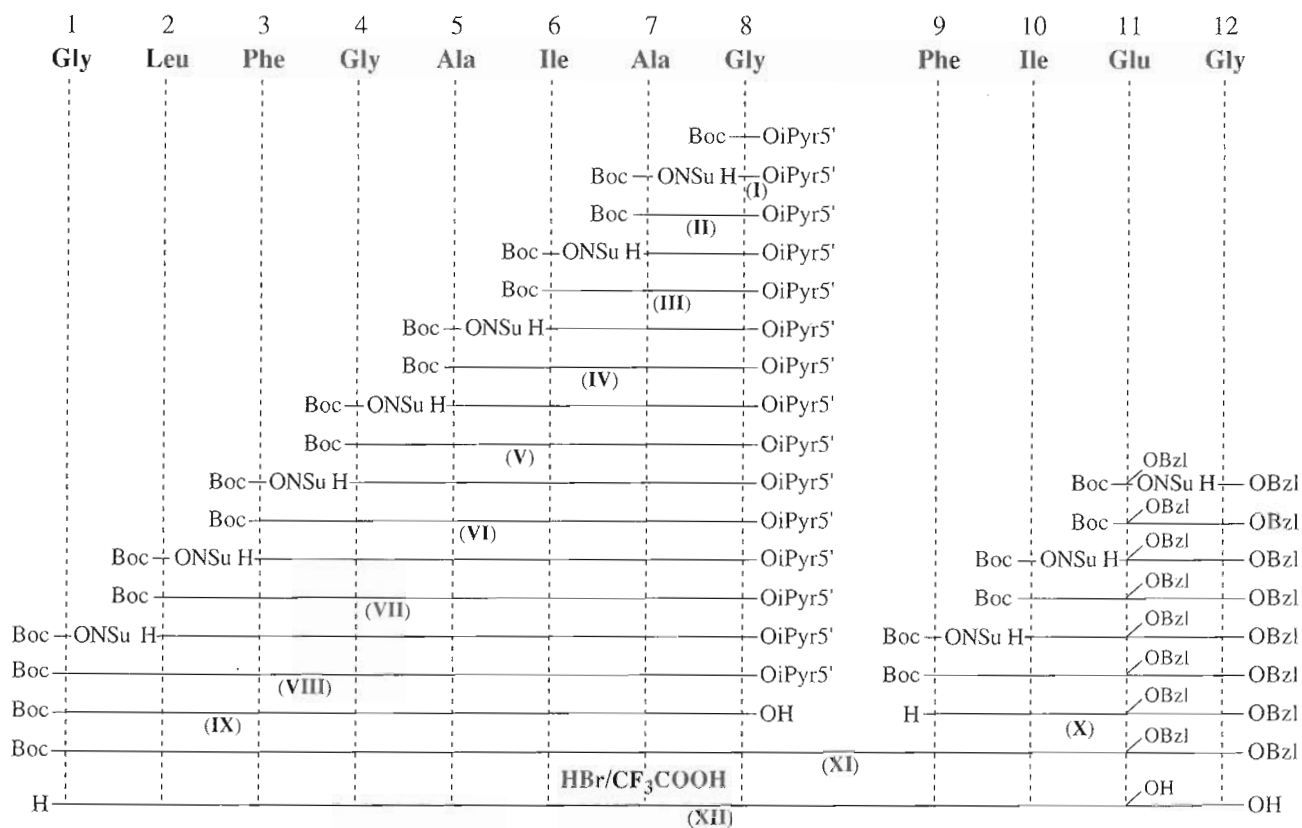 1 2 3 4 5 6 7 8 9 10 11 12
Gly Leu Phe Gly Ala Ile Ala Gly Phe Ile Glu Gly
Boc OiPyr5'
Boc ONSu H OiPyr5'
(I)
Boc OiPyr5'
(II)
Boc ONSu H OiPyr5'
Boc OiPyr5'
(III)
Boc ONSu H OiPyr5'
Boc OiPyr5'
(IV)
Boc ONSu H OiPyr5'
Boc OiPyr5'
(V)
OBzl
Boc ONSu H OiPyr5' Boc ONSu H OBzl
OBzl
Boc OiPyr5' Boc OBzl
(VI)
OBzl
Boc ONSu H OiPyr5' Boc ONSu H OBzl
OBzl
Boc OiPyr5' Boc OBzl
(VII)
OBzl
Boc ONSu H OiPyr5' Boc ONSu H OBzl
OBzl
Boc OiPyr5' Boc OBzl
(VIII)
OBzl
Boc OH H OBzl
(IX) (X)
OBzl
Boc OBzl
(XI)
HBr/CF₃COOH
OH
H OH
(XII)